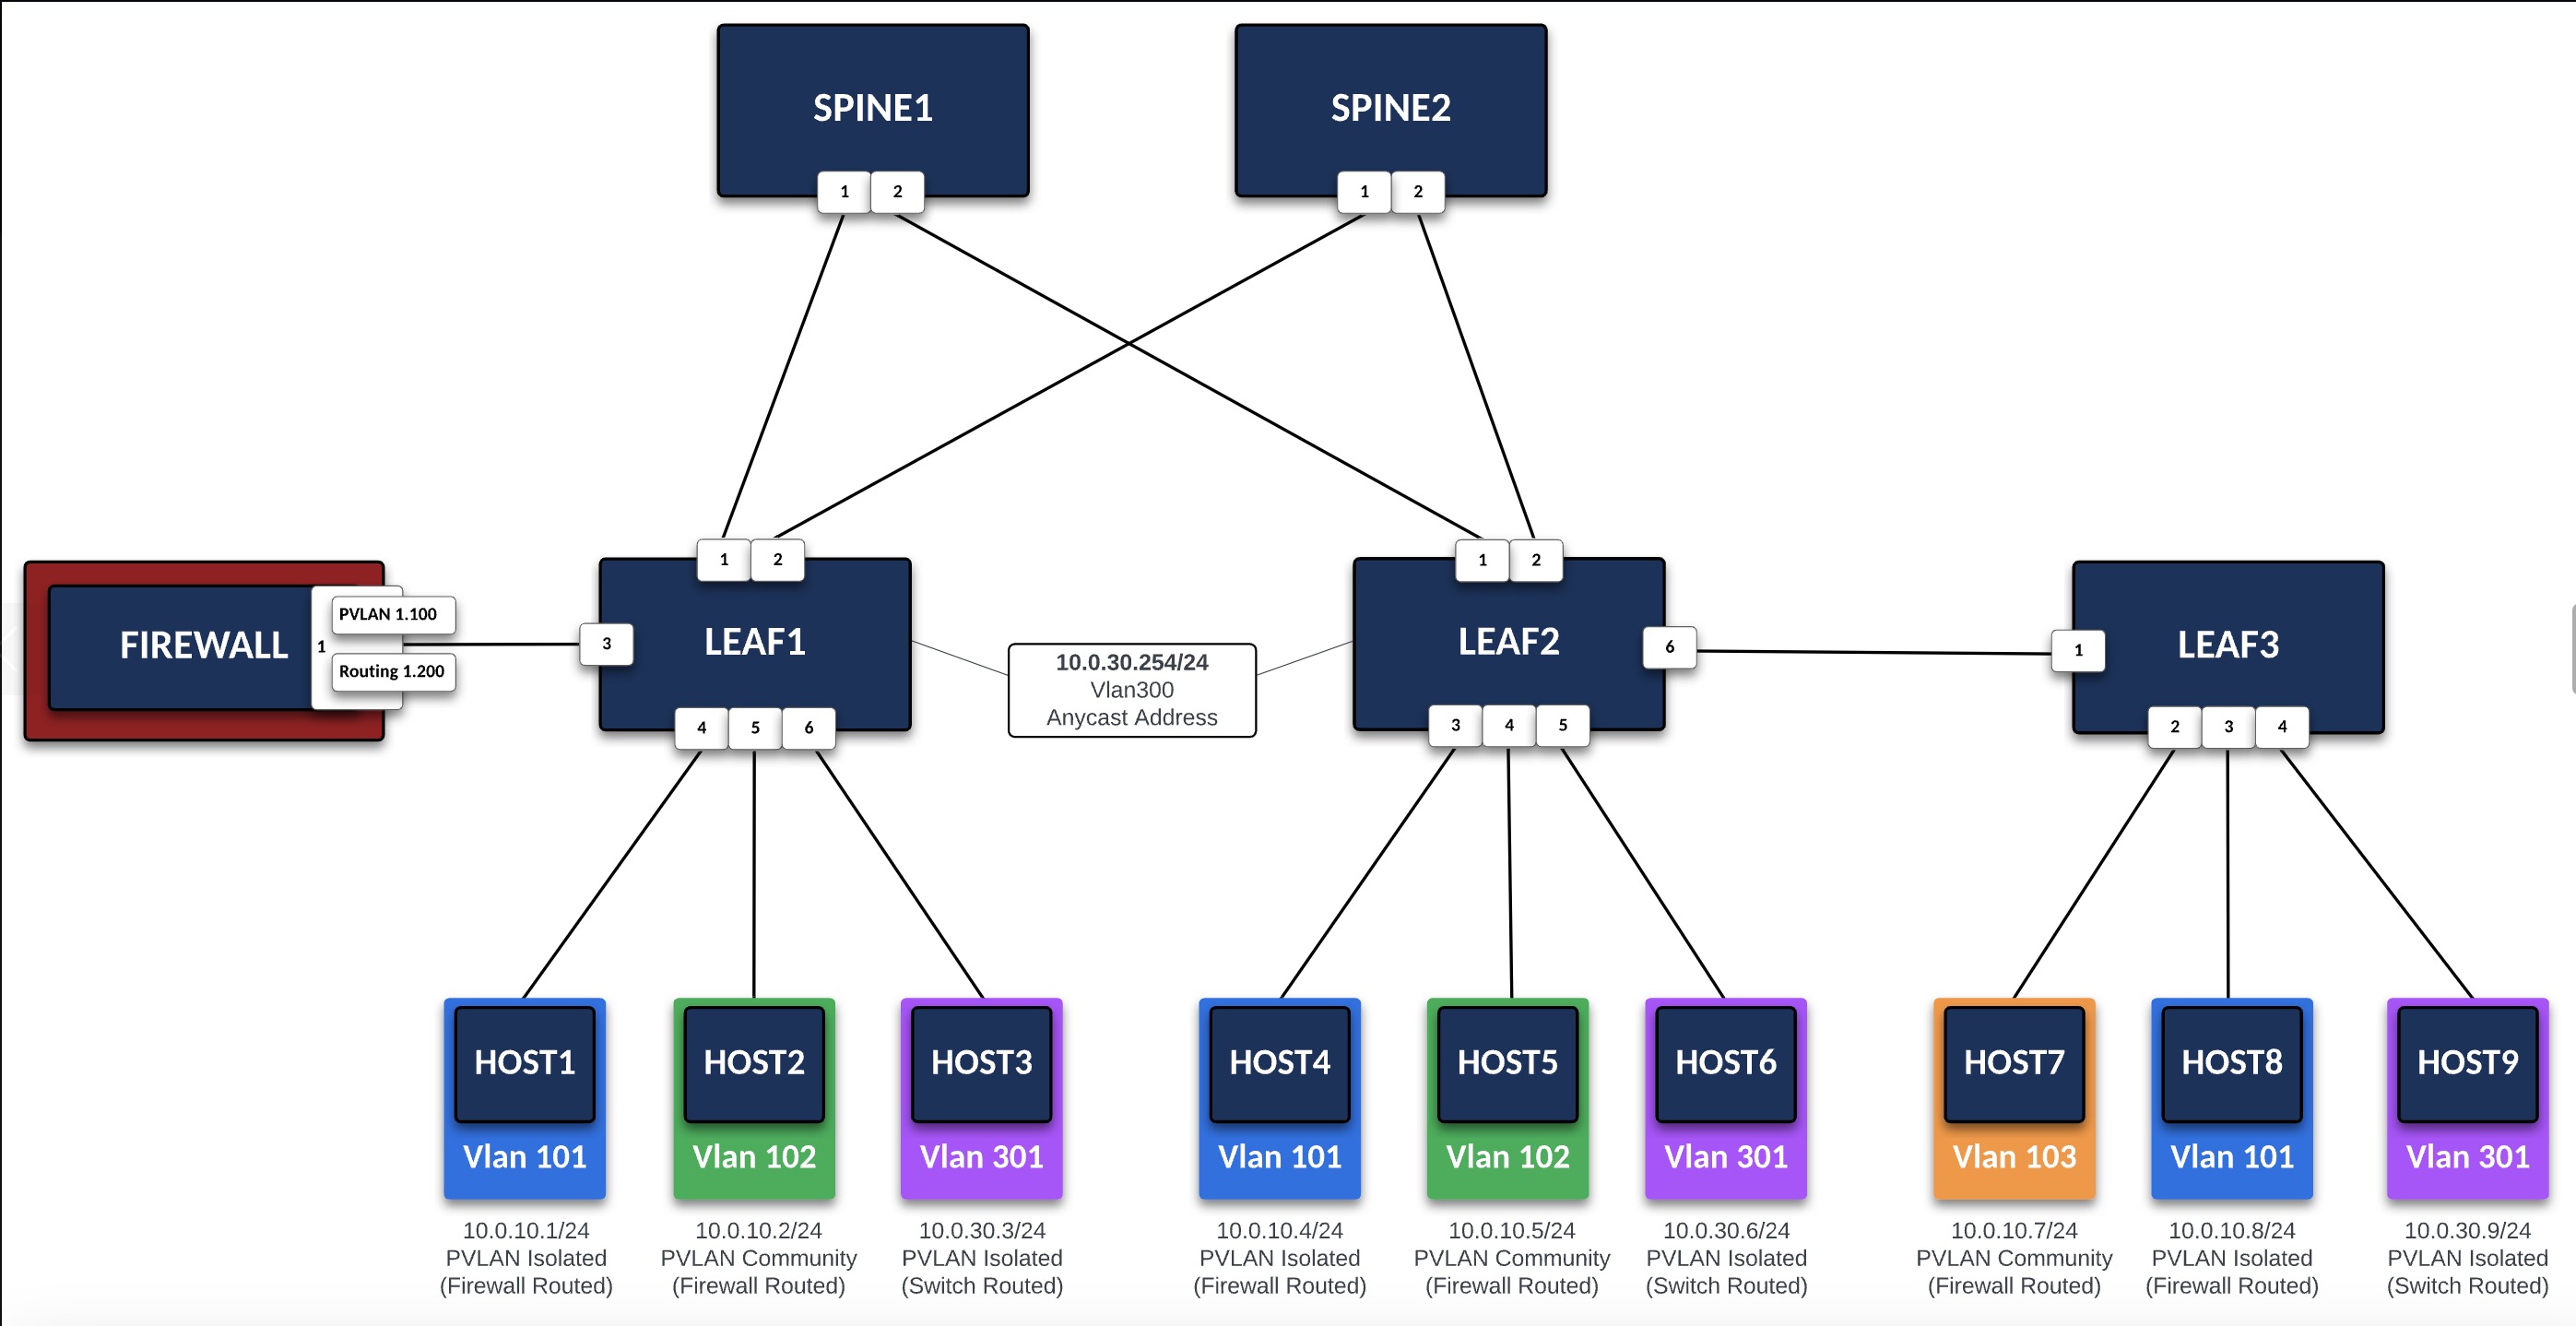 SPINE1
SPINE2
1
2
1
2
1
2
1
2
FIREWALL
1
PVLAN 1.100
Routing 1.200
3
LEAF1
10.0.30.254/24
Vlan300
Anycast Address
LEAF2
6
1
LEAF3
4
5
6
3
4
5
2
3
4
HOST1
Vlan 101
10.0.10.1/24
PVLAN Isolated
(Firewall Routed)
HOST2
Vlan 102
10.0.10.2/24
PVLAN Community
(Firewall Routed)
HOST3
Vlan 301
10.0.30.3/24
PVLAN Isolated
(Switch Routed)
HOST4
Vlan 101
10.0.10.4/24
PVLAN Isolated
(Firewall Routed)
HOST5
Vlan 102
10.0.10.5/24
PVLAN Community
(Firewall Routed)
HOST6
Vlan 301
10.0.30.6/24
PVLAN Isolated
(Switch Routed)
HOST7
Vlan 103
10.0.10.7/24
PVLAN Community
(Firewall Routed)
HOST8
Vlan 101
10.0.10.8/24
PVLAN Isolated
(Firewall Routed)
HOST9
Vlan 301
10.0.30.9/24
PVLAN Isolated
(Switch Routed)